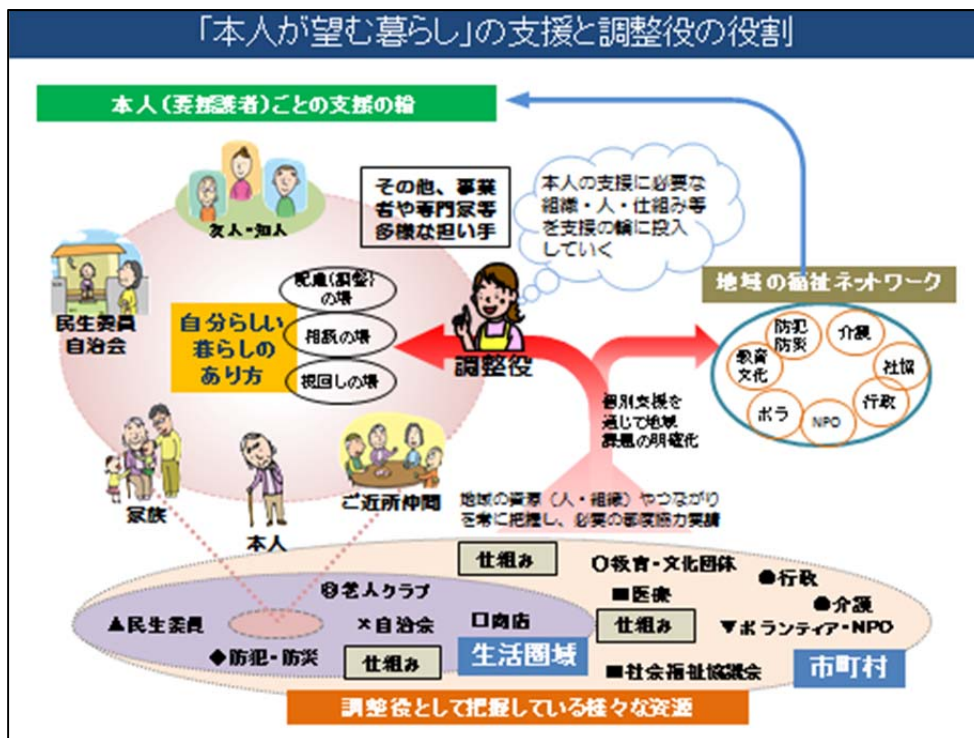 「本人が望む暮らし」の支援と調整役の役割
本人(要援護者)ごとの支援の輪
友人・知人
その他、事業
者や専門家等
多様な担い手
本人の支援に必要な
組織・人・仕組み等
を支援の輪に投入
していく
民生委員
自治会
自分らしい
暮らしの
あり方
配慮(調整)
の場
相談の場
根回しの場
調整役
地域の福祉ネットワーク
防犯
防災
介護
教育
文化
社協
行政
ボラ
NPO
個別支援を
通じて地域
課題の明確化
家族
本人
ご近所仲間
地域の資源(人・組織)やつながり
を常に把握し、必要の都度協力要請
仕組み
〇教育・文化団体
●行政
◎老人クラブ
■医療
●介護
▲民生委員
×自治会
口商店
仕組み
▼ボランティア・NPO
◆防犯・防災
仕組み
生活圏域
■社会福祉協議会
市町村
調整役として把握している様々な資源